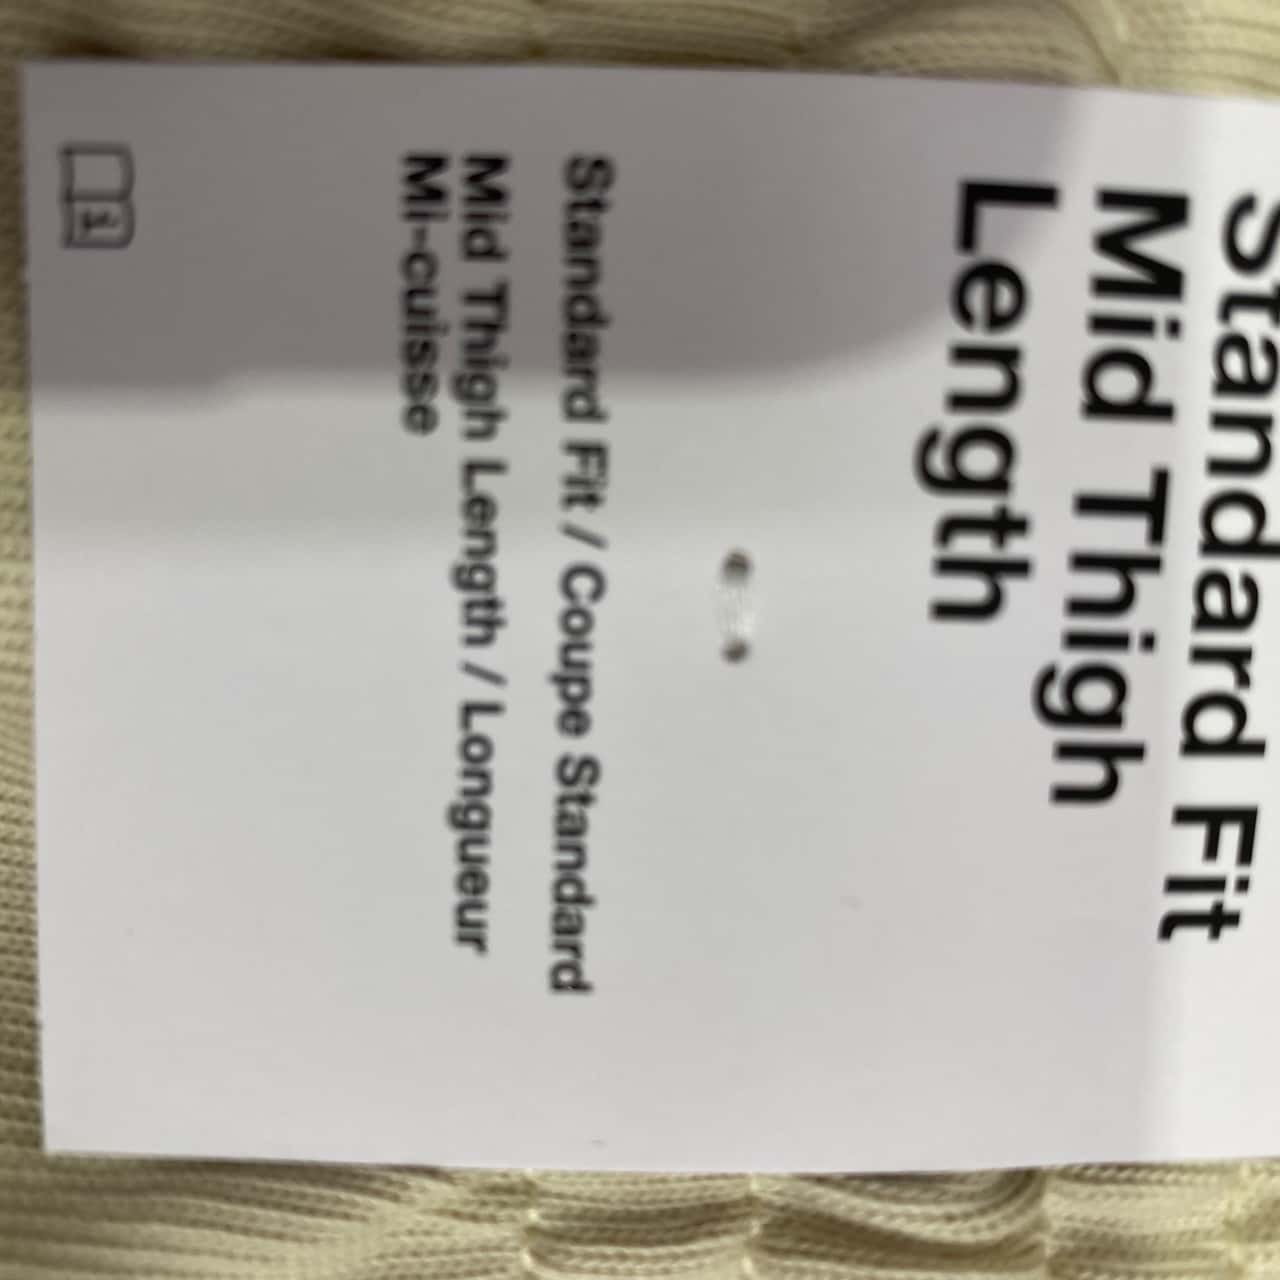 Standard Fit
Mid Thigh
Length
Standard Fit / Coupe Standard
Mid Thigh Length / Longueur
Mi-cuisse